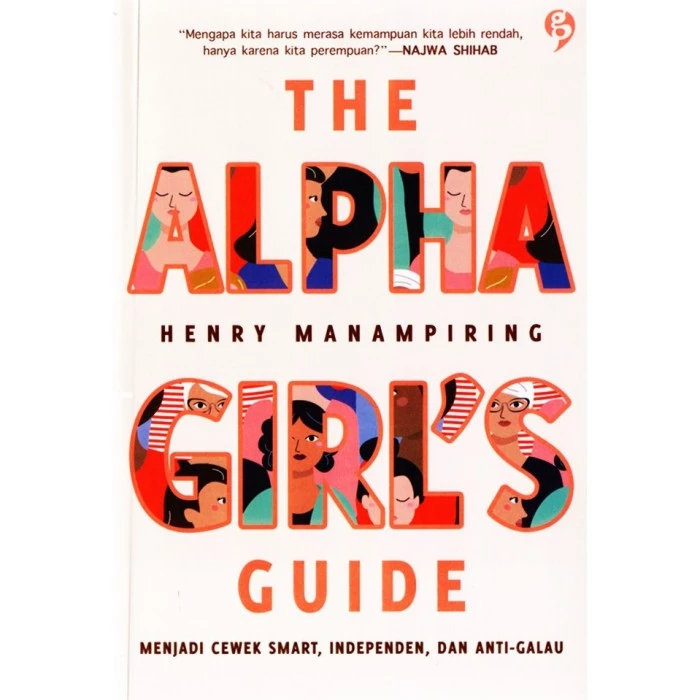 “Mengapa kita harus merasa kemampuan kita lebih rendah,
hanya karena kita perempuan?”—NAJWA SHIHAB
THE
ALPHA
HENRY MANAMPIRING
GIRL’S
GUIDE
MENJADI CEWEK SMART, INDEPENDEN, DAN ANTI-GALAU